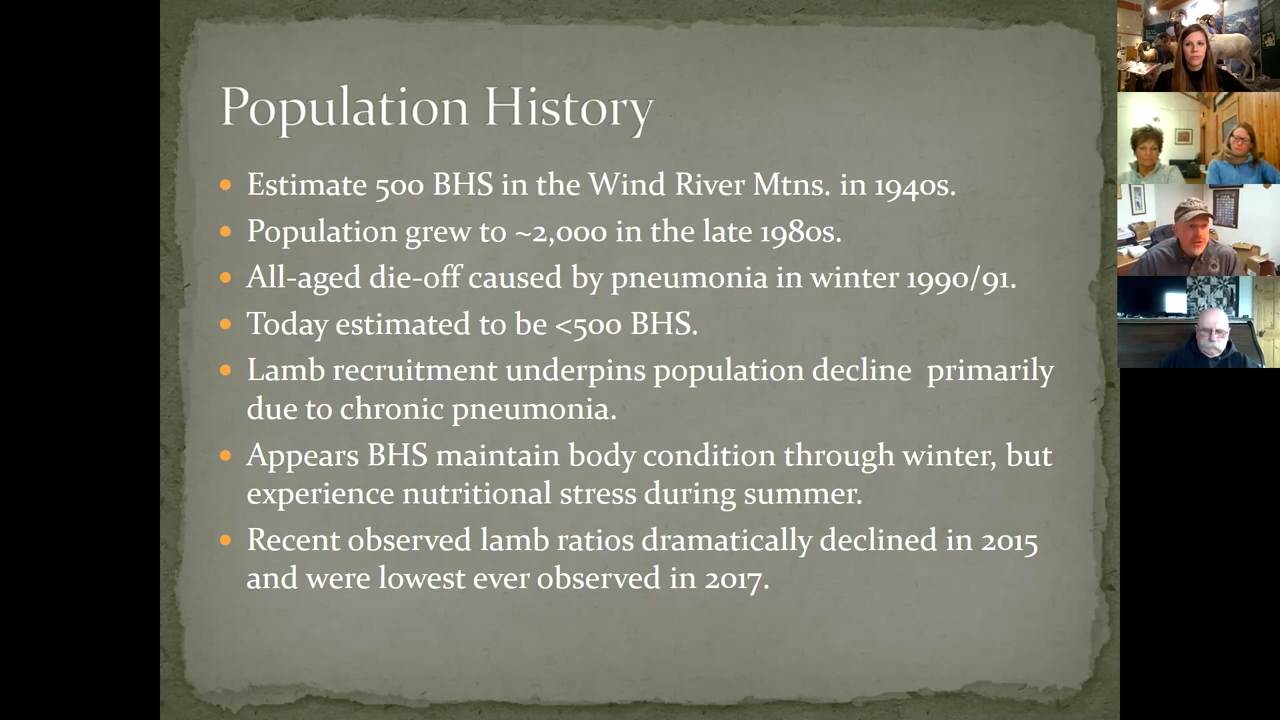 Population History
• Estimate 500 BHS in the Wind River Mtns. in 1940s.
• Population grew to ~2,000 in the late 1980s.
• All-aged die-off caused by pneumonia in winter 1990/91.
• Today estimated to be <500 BHS.
• Lamb recruitment underpins population decline  primarily
due to chronic pneumonia.
• Appears BHS maintain body condition through winter, but
experience nutritional stress during summer.
• Recent observed lamb ratios dramatically declined in 2015
and were lowest ever observed in 2017.